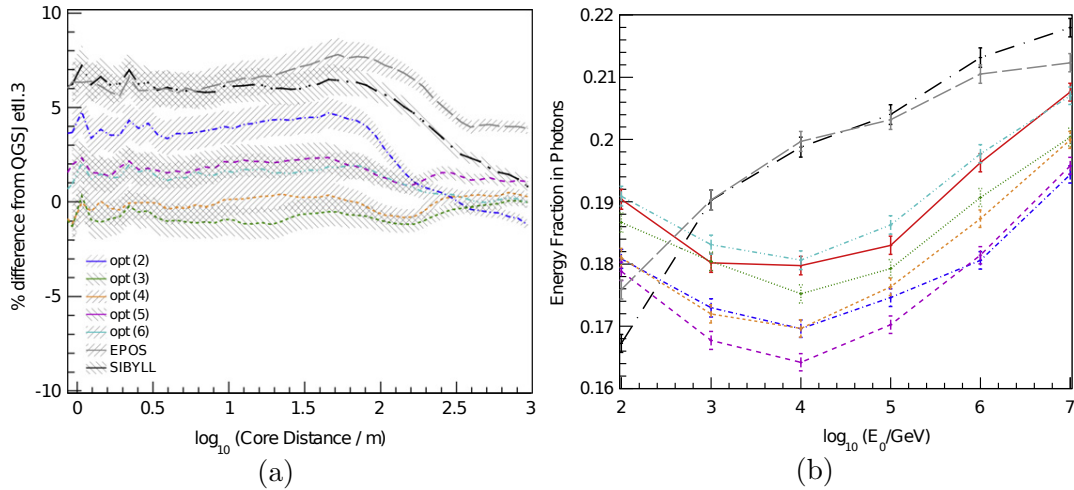 10
5
0
-5
-10
% difference from QGSJ etII.3
opt (2)
opt (3)
opt (4)
opt (5)
opt (6)
EPOS
SIBYLL
0 0.5 1 1.5 2 2.5 3
log10 (Core Distance / m)
(a)
0.22
0.21
0.2
0.19
0.18
0.17
0.16
Energy Fraction in Photons
2 3 4 5 6 7
log10 (E0/GeV)
(b)